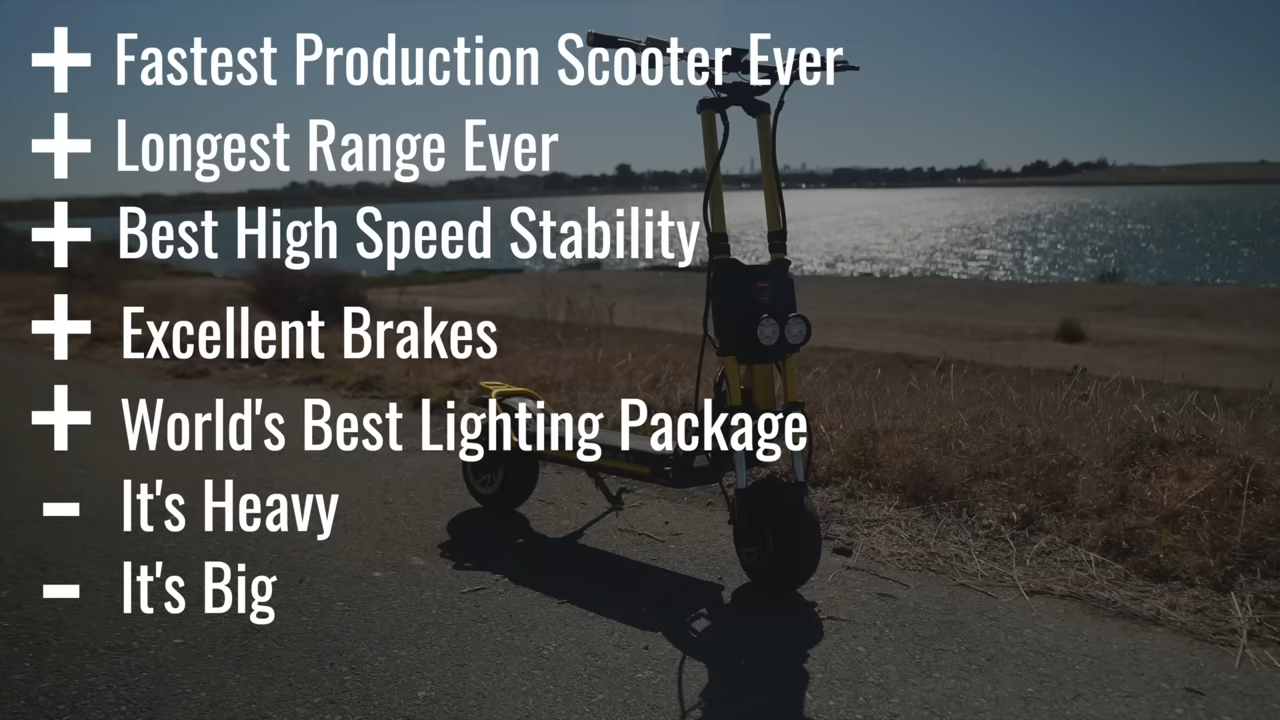 + Fastest Production Scooter Ever
+ Longest Range Ever
+ Best High Speed Stability
+ Excellent Brakes
+ World's Best Lighting Package
- It's Heavy
- It's Big